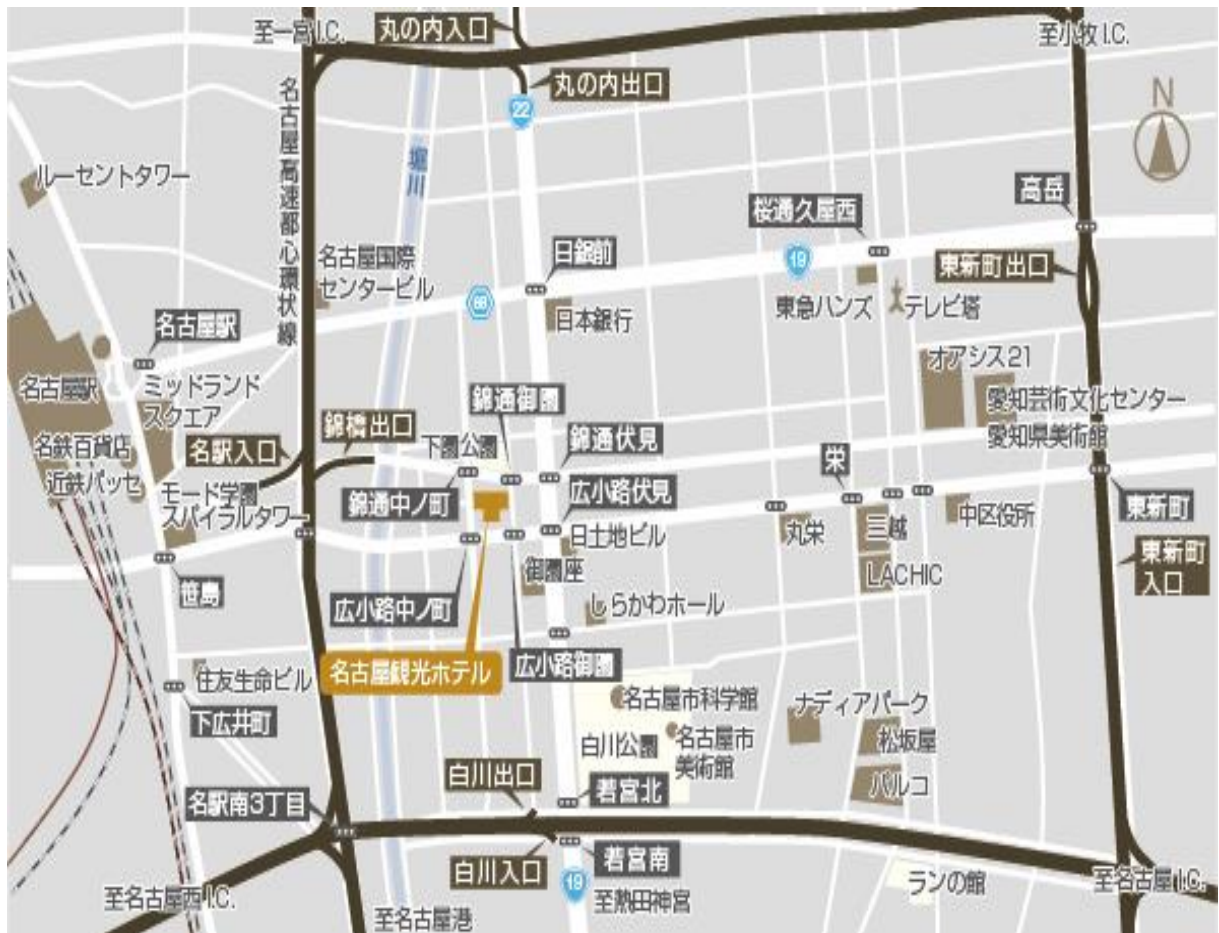 至一宮I.C.
丸の内入口
至小牧I.C.
丸の内出口
22
N
名古屋高速都心環状線
堀川
ルーセントタワー
高岳
桜通久屋西
日銀前
19
東新町出口
名古屋国際
センタービル
68
日本銀行
東急ハンズ
テレビ塔
名古屋駅
オアシス21
名古屋駅
ミッドランド
スクエア
錦通御園
愛知芸術文化センター
愛知県美術館
錦橋出口
下園公園
錦通伏見
名鉄百貨店
名駅入口
栄
近鉄パッセ
モード学園
スパイラルタワー
錦通中ノ町
広小路伏見
東新町
日土地ビル
丸栄
三越
中区役所
東新町
入口
笹島
御園座
LACHIC
広小路中ノ町
しらかわホール
名古屋観光ホテル
広小路御園
住友生命ビル
名古屋市科学館
ナディアパーク
下広井町
白川公園
名古屋市
美術館
松坂屋
白川出口
若宮北
パルコ
名駅南3丁目
白川入口
若宮南
19
ランの館
至名古屋西I.C.
至名古屋港
至熱田神宮
至名古屋I.C.